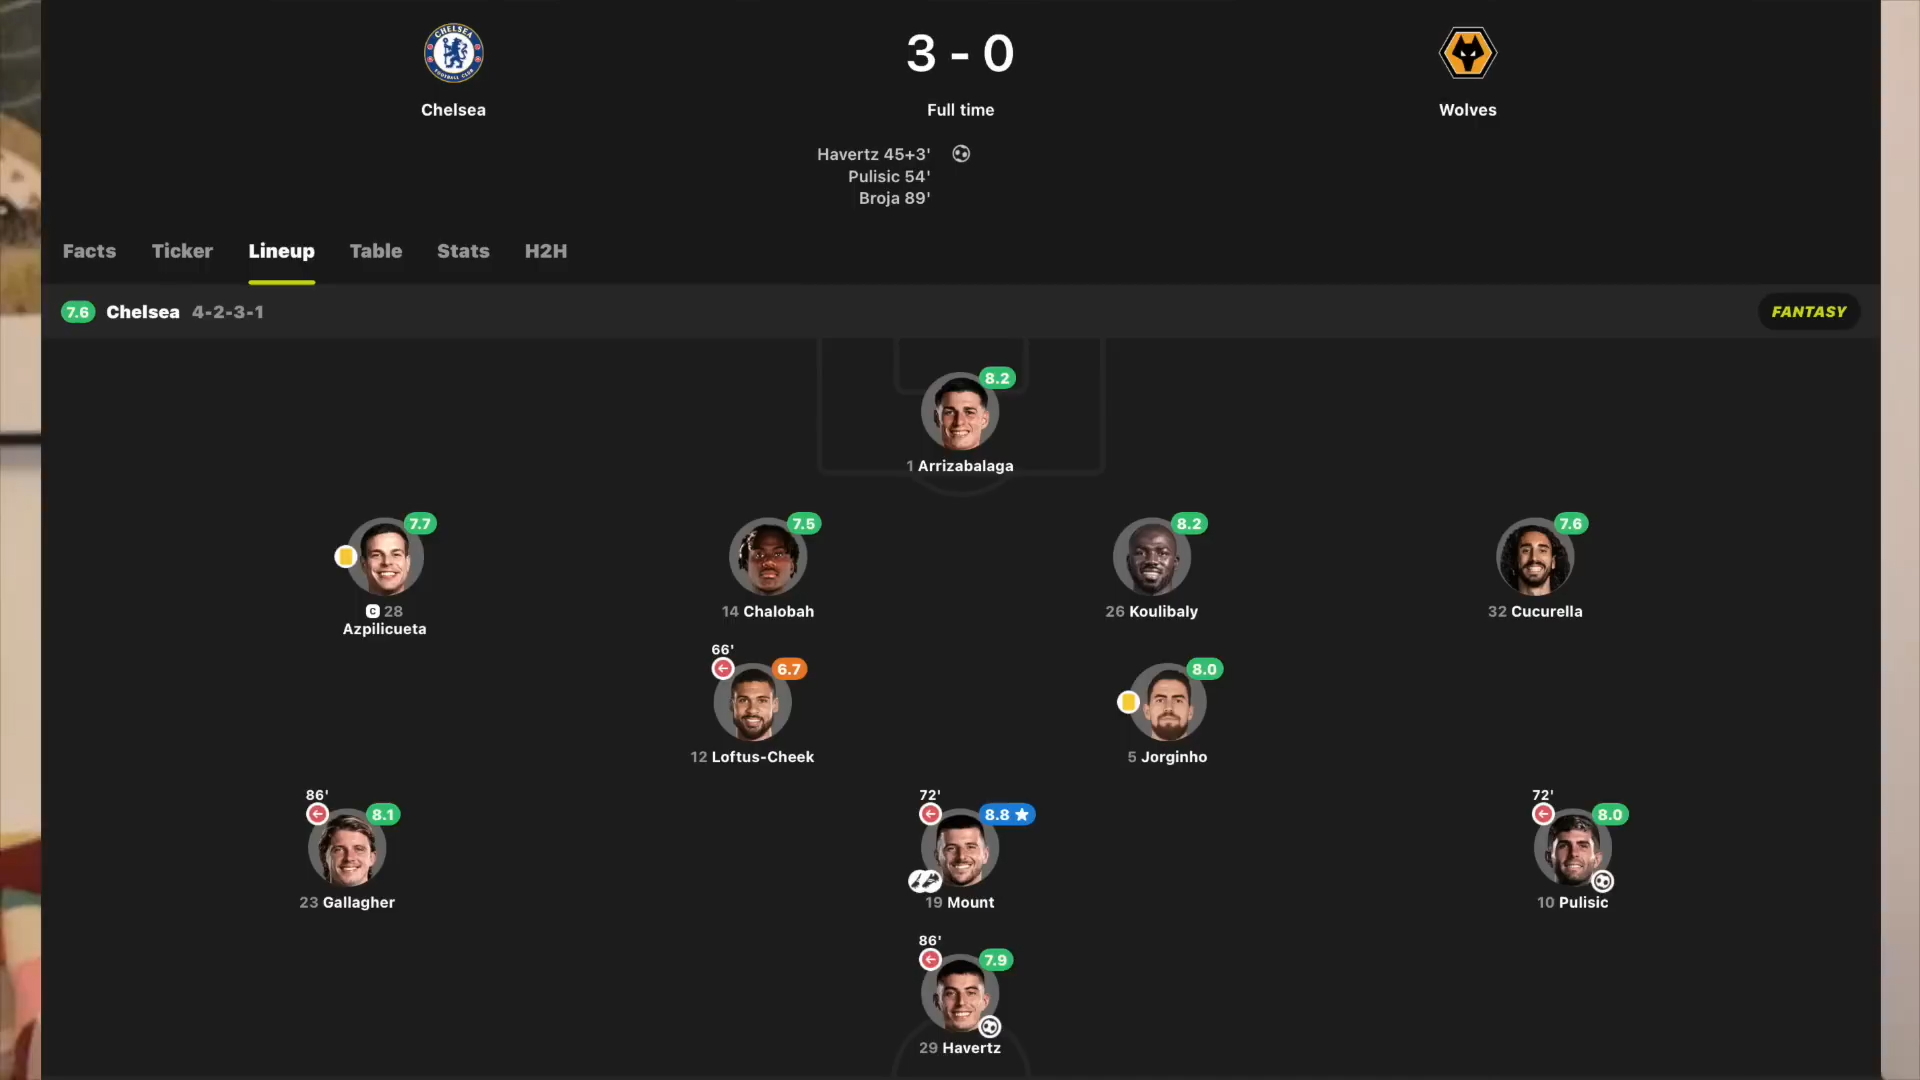 CHELSEA
FOOTBALL CLUB
3 - 0
Chelsea
Full time
Wolves
Havertz 45+3'
Pulisic 54'
Broja 89'
Facts Ticker Lineup Table Stats H2H
7.6 Chelsea 4-2-3-1
FANTASY
8.2
1 Arrizabalaga
7.7
7.5
8.2
7.6
C 28
Azpilicueta
14 Chalobah
26 Koulibaly
32 Cucurella
66'
6.7
8.0
12 Loftus-Cheek
5 Jorginho
86'
8.1
72'
8.8
72'
8.0
23 Gallagher
19 Mount
10 Pulisic
86'
7.9
29 Havertz